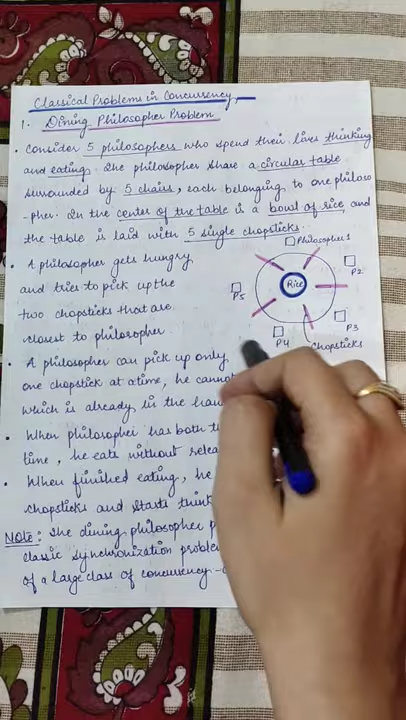 Classical Problems in Concurrency
1. Dining Philosopher Problem
• Consider 5 philosophers who spend their lives thinking
and eating. The philosopher share a circular table
surrounded by 5 chairs, each belonging to one philoso
-pher. In the center of the table is a bowl of rice, and
the table is laid with 5 single chopsticks.
• A philosopher gets hungry
and tries to pick up the
two chopsticks that are
closest to philosopher.
Philosopher 1
P2
Rice
P5
P3
P4
Chopsticks
• A philosopher can pick up only
one chopstick at a time, he cannot
which is already in the
• When philosopher has both
time, he eats without
• When finished eating, he
chopsticks and starts
Note: The dining philosopher
classic synchronization
of a large class of concurrency-